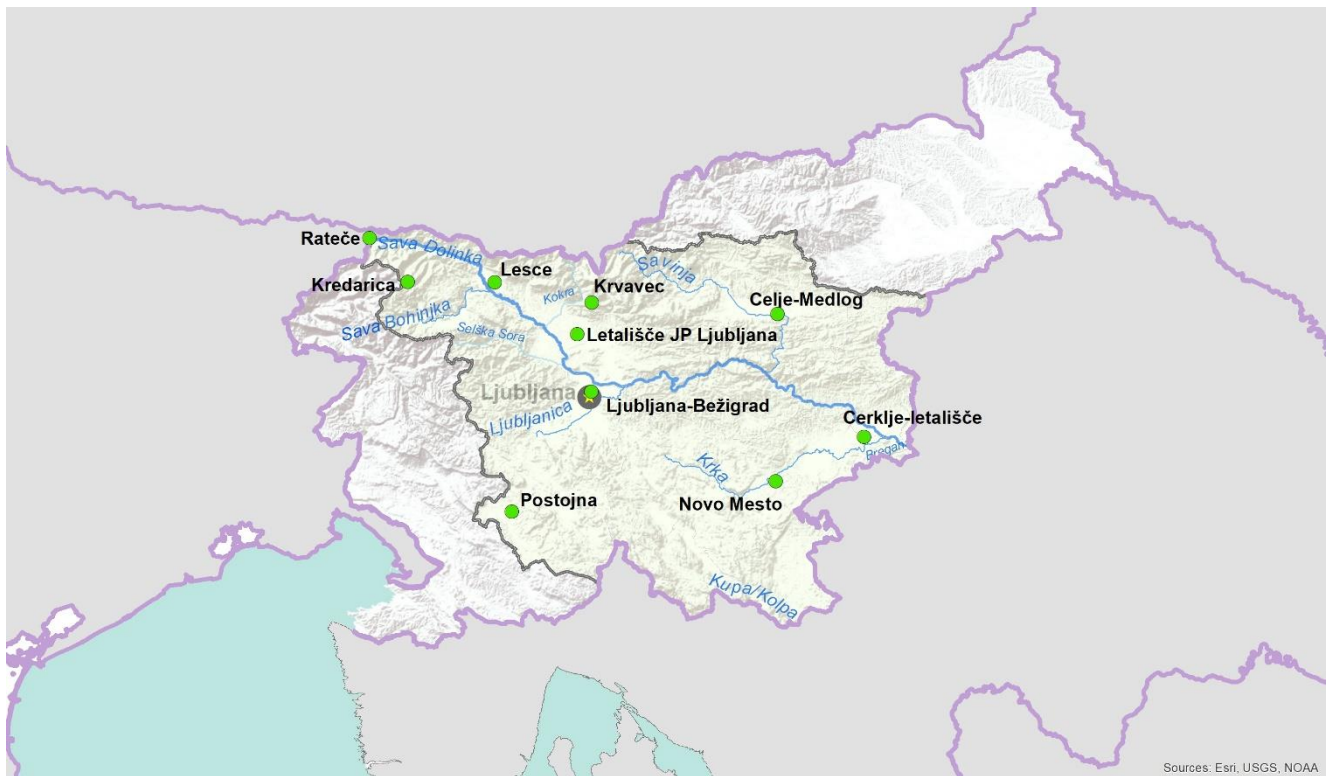 Rateče
Sava Dolinka
Lesce
Kredarica
Krvavec
Savinja
Kokra
Celje-Medlog
Sava Bohinjka
Selška Sora
Letališče JP Ljubljana
Ljubljana
Ljubljana-Bežigrad
Ljubljanica
Cerklje-letališče
Bregana
Krka
Novo Mesto
Postojna
Kupa/Kolpa
Sources: Esri, USGS, NOAA